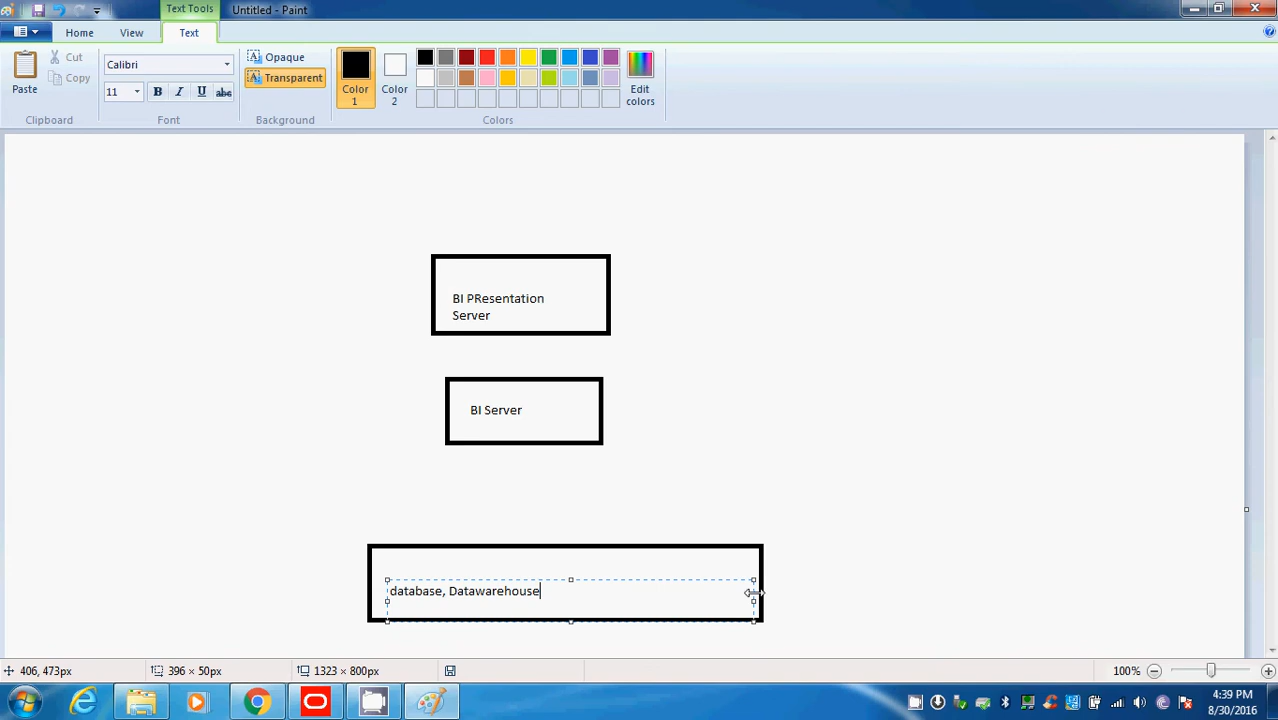 Text Tools
Untitled - Paint
Home
View
Text
Paste
Cut
Copy
Clipboard
Calibri
11
B I U abc
Font
Opaque
Transparent
Background
Color 1
Color 2
Edit colors
Colors
BI PResentation
Server
BI Server
database, Datawarehouse
406, 473px
396 × 50px
1323 × 800px
100%
4:39 PM
8/30/2016